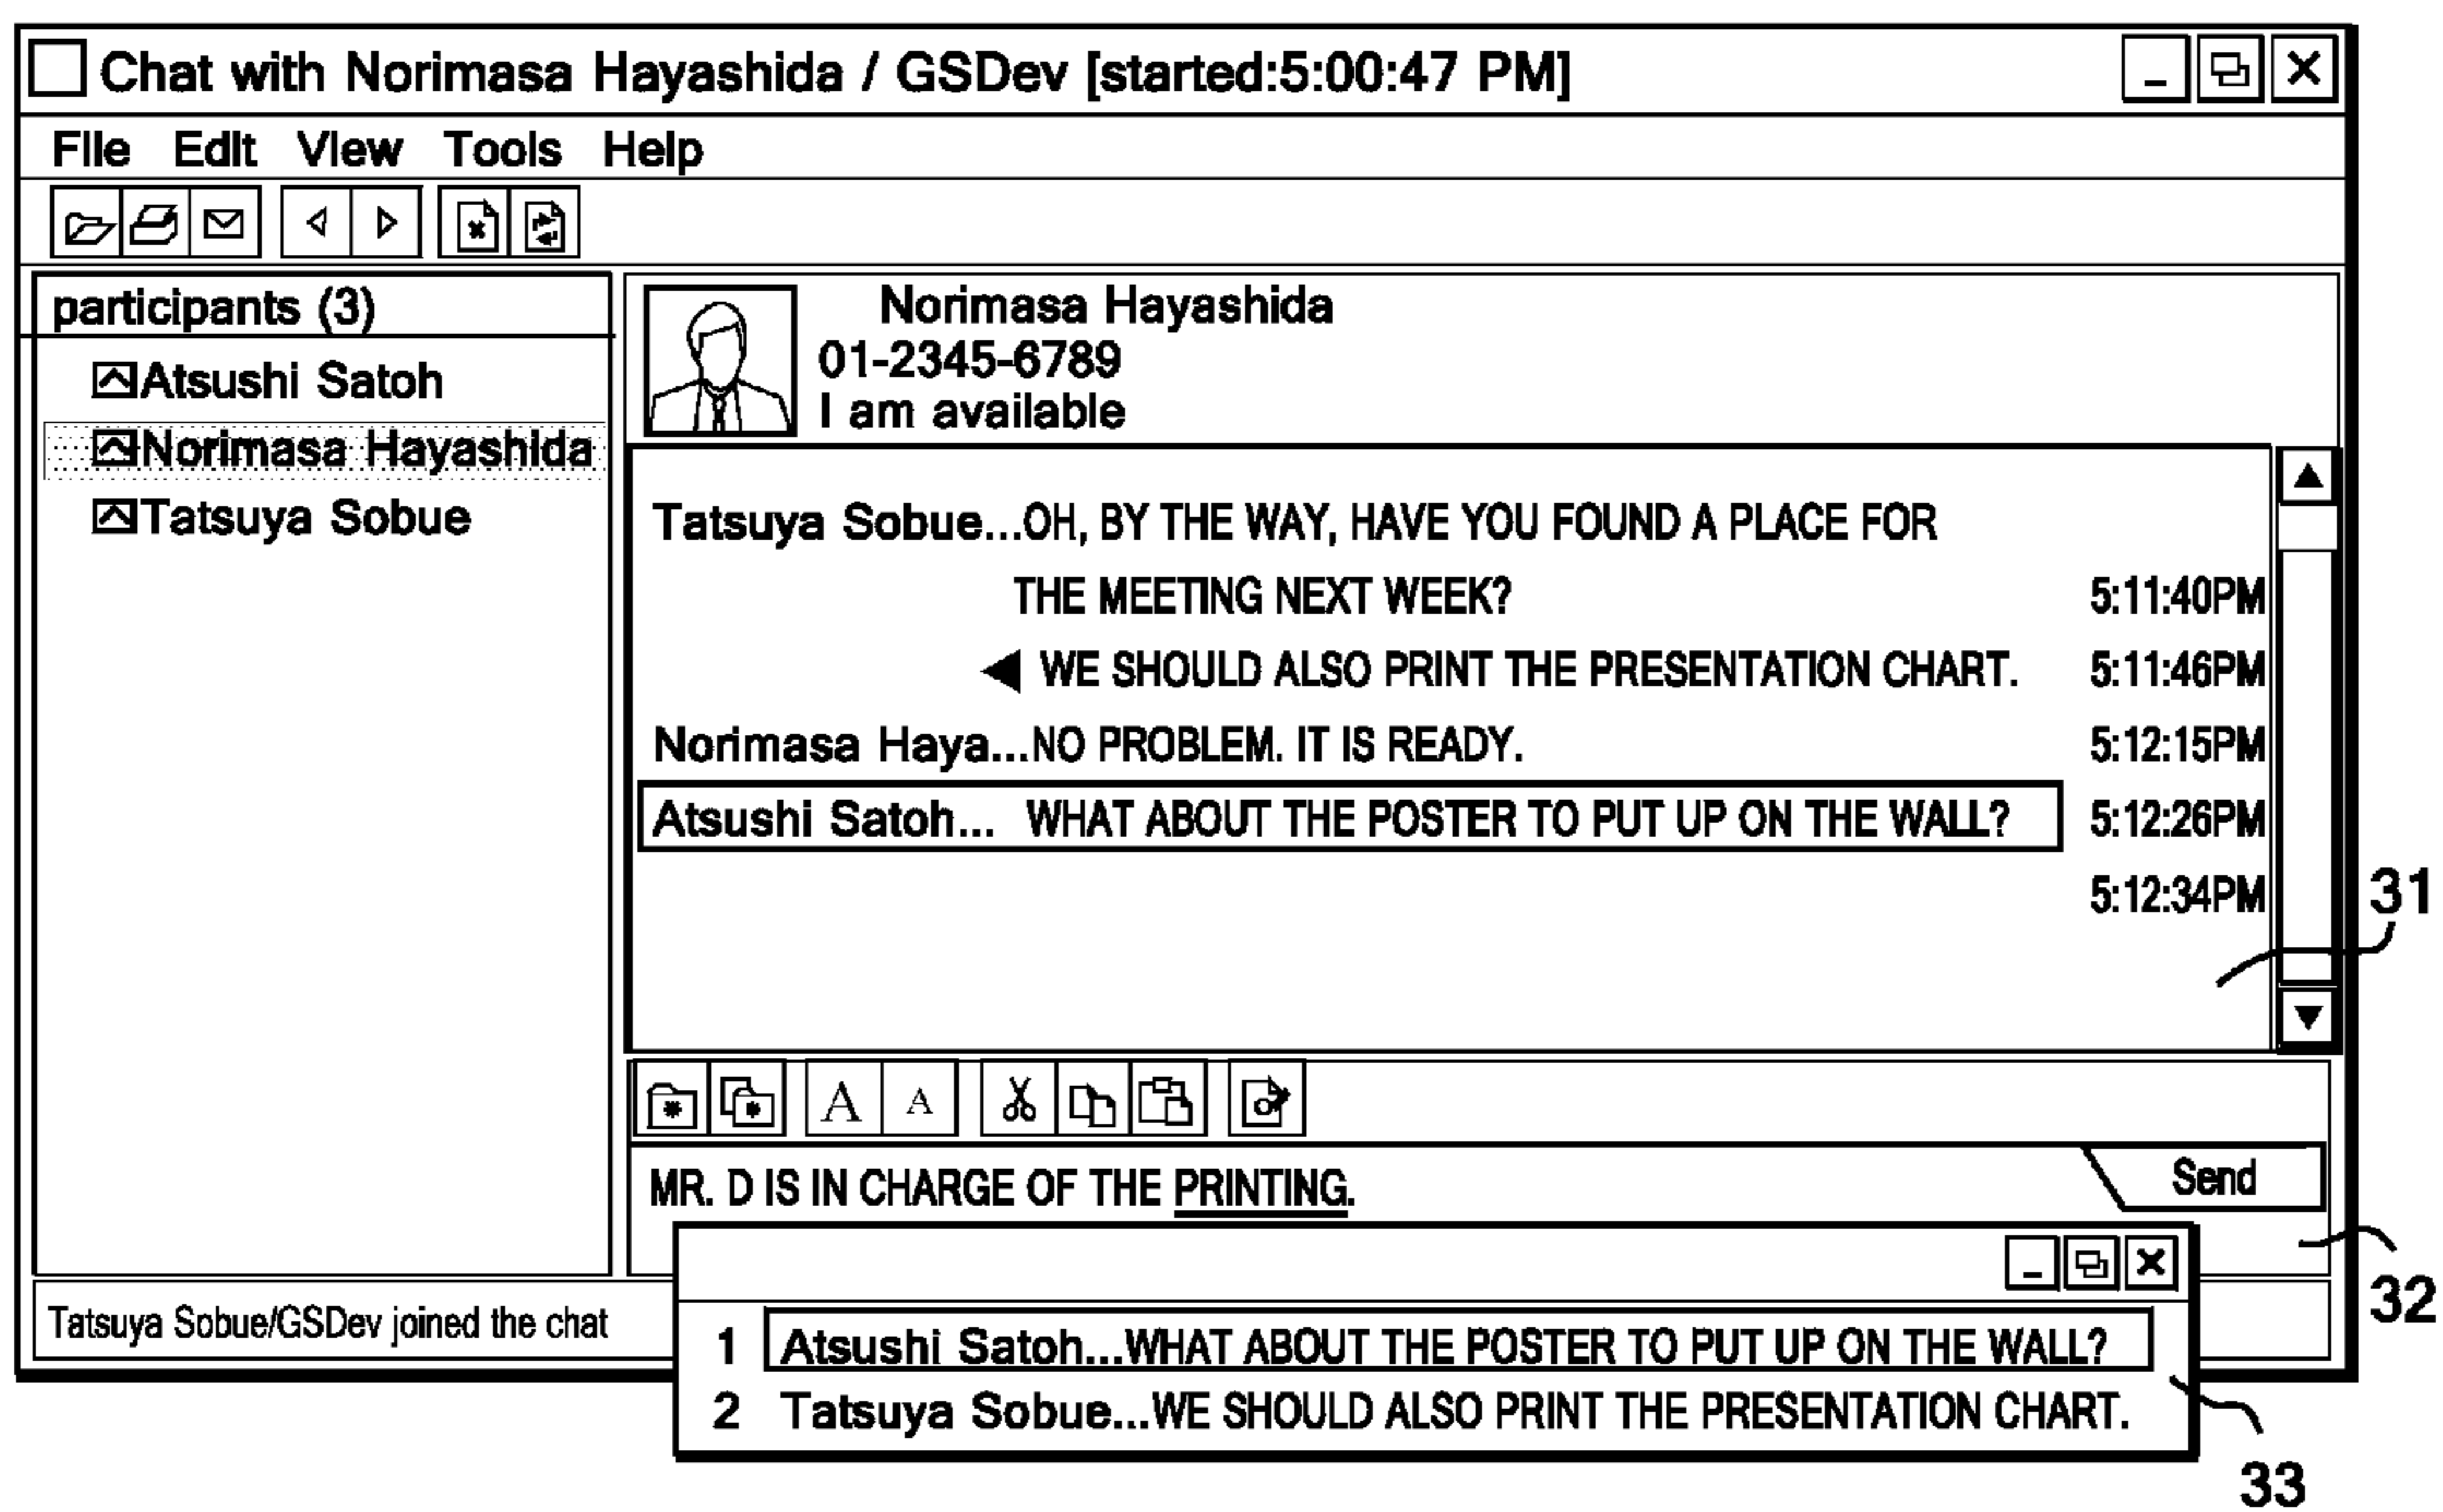 Chat with Norimasa Hayashida / GSDev [started:5:00:47 PM]
File Edit View Tools Help
participants (3)
Atsushi Satoh
Norimasa Hayashida
Tatsuya Sobue
Norimasa Hayashida
01-2345-6789
I am available
Tatsuya Sobue...OH, BY THE WAY, HAVE YOU FOUND A PLACE FOR
THE MEETING NEXT WEEK? 5:11:40PM
WE SHOULD ALSO PRINT THE PRESENTATION CHART. 5:11:46PM
Norimasa Haya...NO PROBLEM. IT IS READY. 5:12:15PM
Atsushi Satoh... WHAT ABOUT THE POSTER TO PUT UP ON THE WALL? 5:12:26PM
5:12:34PM
31
A A
MR. D IS IN CHARGE OF THE PRINTING.
Send
32
Tatsuya Sobue/GSDev joined the chat
1 Atsushi Satoh...WHAT ABOUT THE POSTER TO PUT UP ON THE WALL?
2 Tatsuya Sobue...WE SHOULD ALSO PRINT THE PRESENTATION CHART.
33